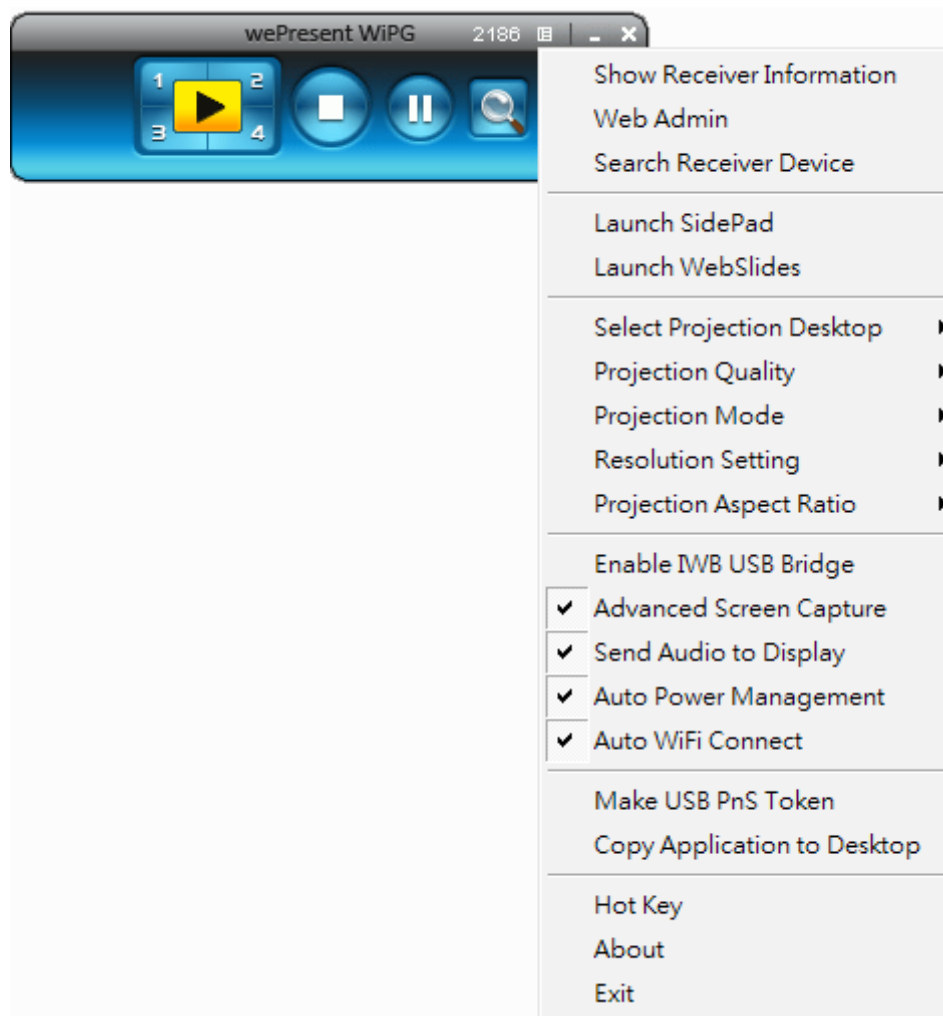 wePresent WiPG 2186
1 2
3 4
Show Receiver Information
Web Admin
Search Receiver Device
Launch SidePad
Launch WebSlides
Select Projection Desktop
Projection Quality
Projection Mode
Resolution Setting
Projection Aspect Ratio
Enable IWB USB Bridge
Advanced Screen Capture
Send Audio to Display
Auto Power Management
Auto WiFi Connect
Make USB PnS Token
Copy Application to Desktop
Hot Key
About
Exit